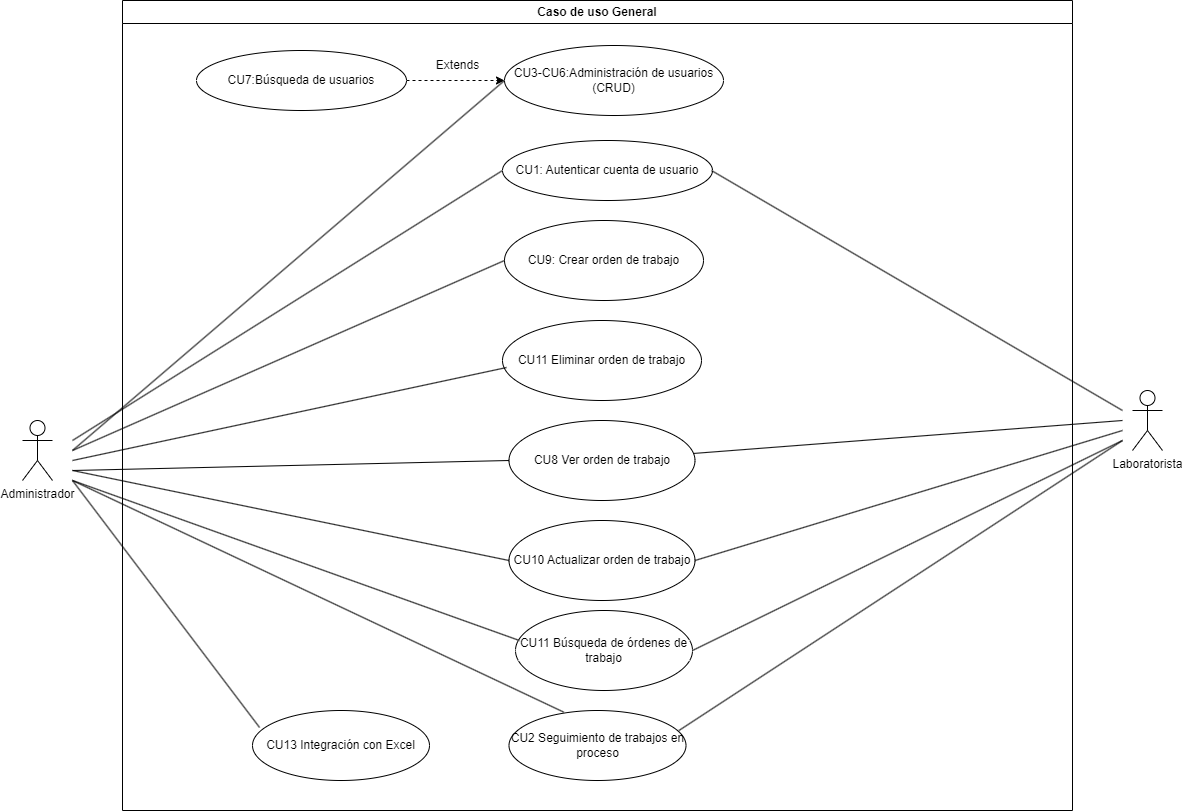 Caso de uso General
Extends
CU7:Búsqueda de usuarios
CU3-CU6:Administración de usuarios
(CRUD)
CU1: Autenticar cuenta de usuario
CU9: Crear orden de trabajo
CU11 Eliminar orden de trabajo
CU8 Ver orden de trabajo
Administrador
Laboratorista
CU10 Actualizar orden de trabajo
CU11 Búsqueda de órdenes de
trabajo
CU13 Integración con Excel
CU2 Seguimiento de trabajos en
proceso